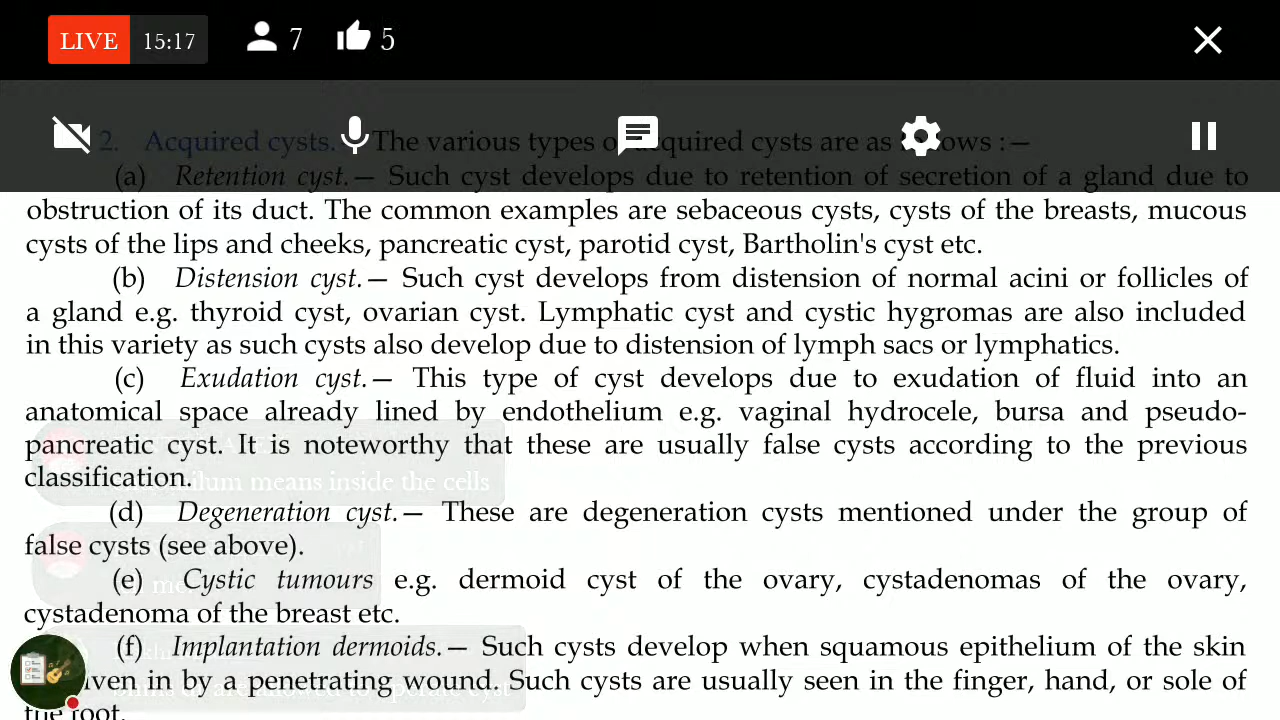 LIVE 15:17 7 5
2. Acquired cysts.— The various types of acquired cysts are as follows :—
(a) Retention cyst.— Such cyst develops due to retention of secretion of a gland due to
obstruction of its duct. The common examples are sebaceous cysts, cysts of the breasts, mucous
cysts of the lips and cheeks, pancreatic cyst, parotid cyst, Bartholin's cyst etc.
(b) Distension cyst.— Such cyst develops from distension of normal acini or follicles of
a gland e.g. thyroid cyst, ovarian cyst. Lymphatic cyst and cystic hygromas are also included
in this variety as such cysts also develop due to distension of lymph sacs or lymphatics.
(c) Exudation cyst.— This type of cyst develops due to exudation of fluid into an
anatomical space already lined by endothelium e.g. vaginal hydrocele, bursa and pseudo-
pancreatic cyst. It is noteworthy that these are usually false cysts according to the previous
classification.
means inside the cells
(d) Degeneration cyst.— These are degeneration cysts mentioned under the group of
false cysts (see above).
(e) Cystic tumours e.g. dermoid cyst of the ovary, cystadenomas of the ovary,
cystadenoma of the breast etc.
(f) Implantation dermoids.— Such cysts develop when squamous epithelium of the skin
in by a penetrating wound. Such cysts are usually seen in the finger, hand, or sole of
the foot.